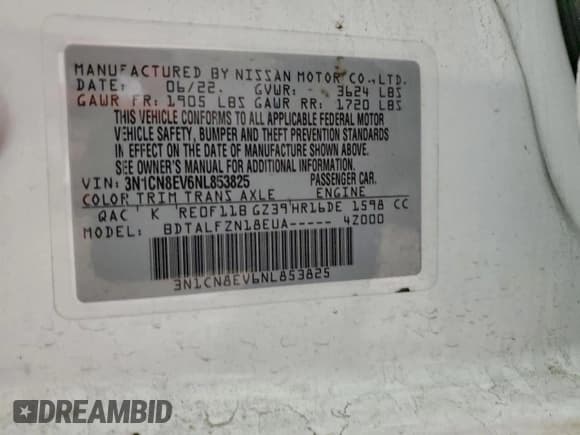 MANUFACTURED BY NISSAN MOTOR CO.,LTD.
DATE: 06/22. GVWR: 3624 LBS
GAWR FR: 1905 LBS GAWR RR: 1720 LBS
THIS VEHICLE CONFORMS TO ALL APPLICABLE FEDERAL MOTOR
VEHICLE SAFETY, BUMPER AND THEFT PREVENTION STANDARDS
IN EFFECT ON THE DATE OF MANUFACTURE SHOWN ABOVE.
SEE OWNER'S MANUAL FOR ADDITIONAL INFORMATION.
VIN: 3N1CN8EV6NL853825 PASSENGER CAR.
COLOR TRIM TRANS AXLE ENGINE
QAC K RE0F11B GZ39 HR16DE 1598 CC
BDTALFZN18EUA----- 4Z000
3N1CN8EV6NL853825
DREAMBID